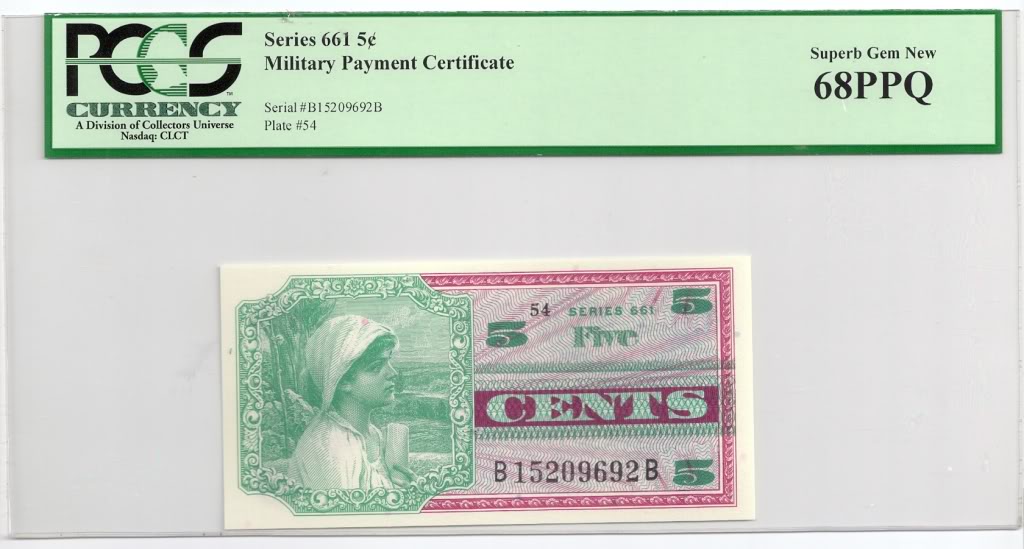 PCGS
™
CURRENCY
A Division of Collectors Universe
Nasdaq: CLCT
Series 661 5¢
Military Payment Certificate
Serial #B15209692B
Plate #54
Superb Gem New
68PPQ
54 SERIES 661 5
5 Five
CENTS
B15209692B 5